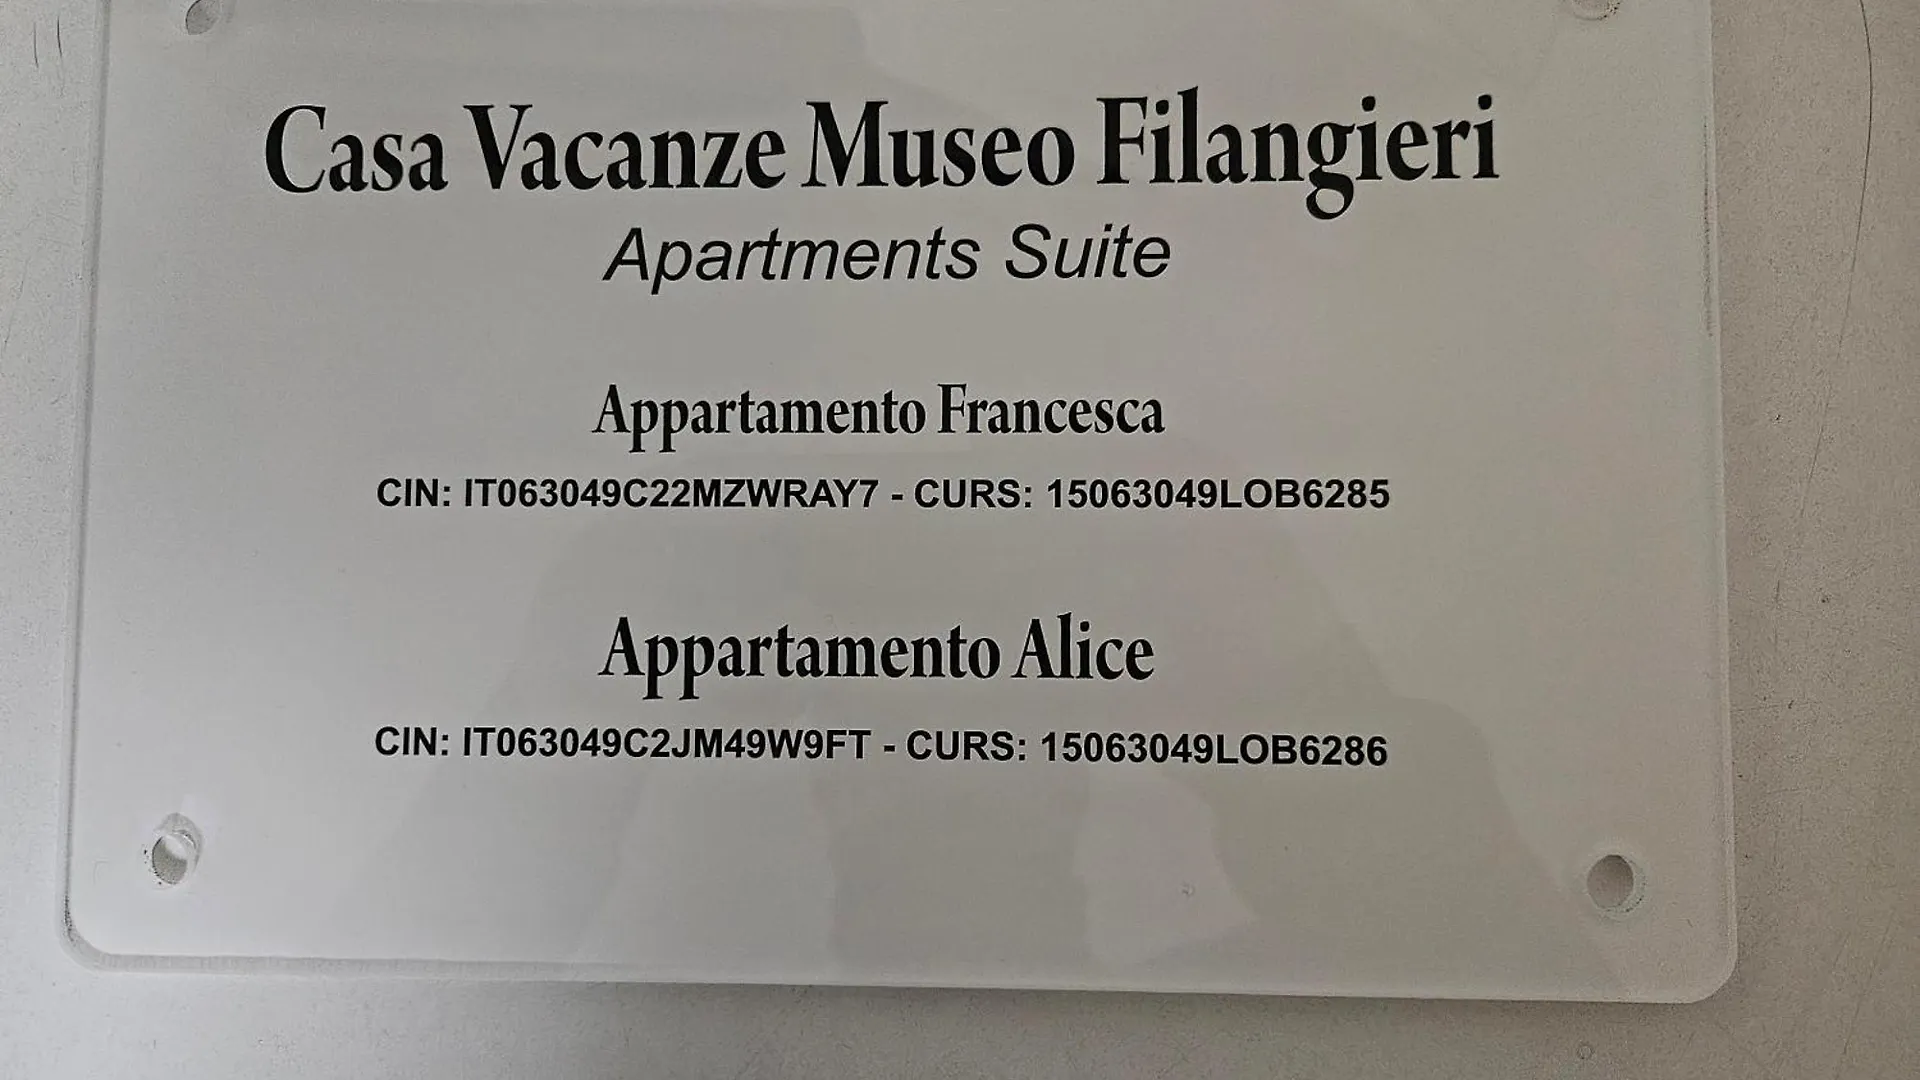 Casa Vacanze Museo Filangieri
Apartments Suite
Appartamento Francesca
CIN: IT063049C22MZWRAY7 - CURS: 15063049LOB6285
Appartamento Alice
CIN: IT063049C2JM49W9FT - CURS: 15063049LOB6286